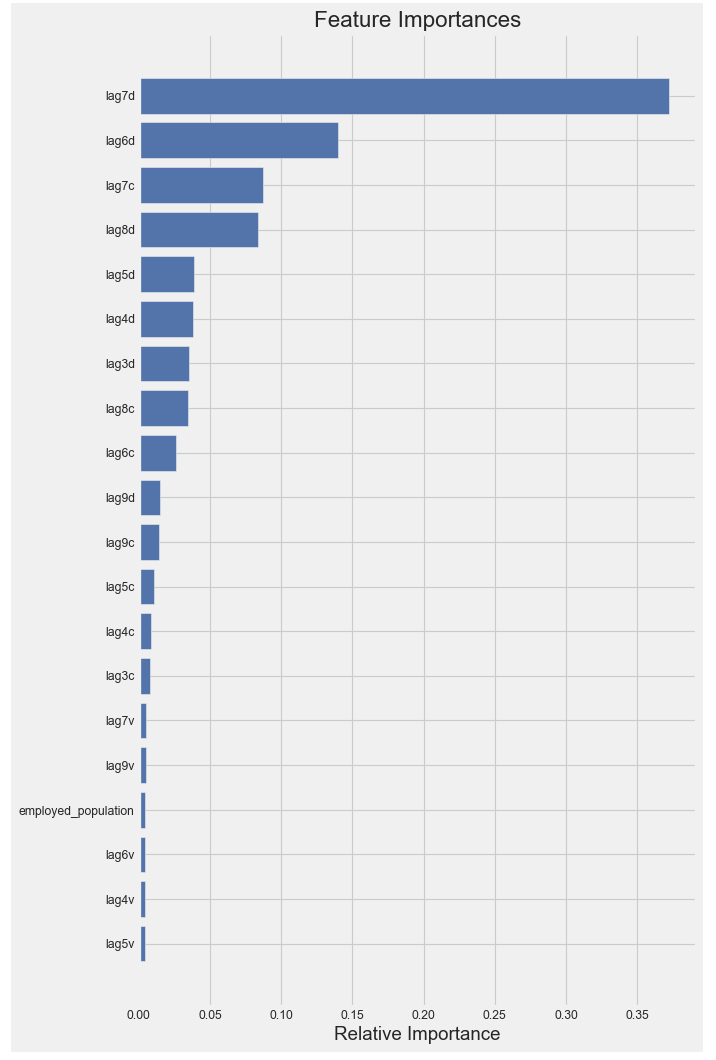 Feature Importances
lag7d
lag6d
lag7c
lag8d
lag5d
lag4d
lag3d
lag8c
lag6c
lag9d
lag9c
lag5c
lag4c
lag3c
lag7v
lag9v
employed_population
lag6v
lag4v
lag5v
0.00 0.05 0.10 0.15 0.20 0.25 0.30 0.35
Relative Importance